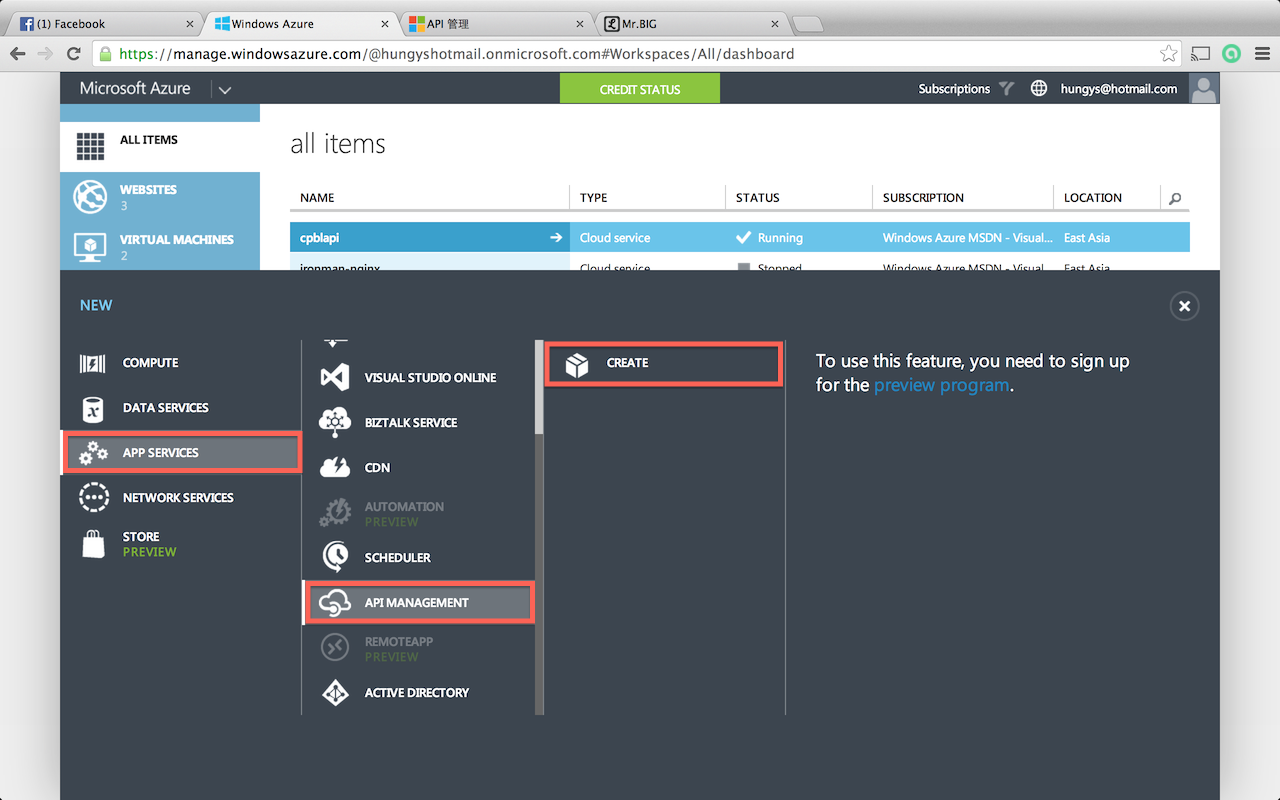 (1) Facebook
Windows Azure
API 管理
Mr.BIG
https://manage.windowsazure.com/@hungyshotmail.onmicrosoft.com#Workspaces/All/dashboard
Microsoft Azure
CREDIT STATUS
Subscriptions
hungys@hotmail.com
ALL ITEMS
WEBSITES
3
VIRTUAL MACHINES
2
all items
NAME TYPE STATUS SUBSCRIPTION LOCATION
cpblapi Cloud service Running Windows Azure MSDN - Visual... East Asia
ironman-nginx Cloud service Stopped Windows Azure MSDN - Visual East Asia
NEW
COMPUTE
DATA SERVICES
APP SERVICES
NETWORK SERVICES
STORE
PREVIEW
VISUAL STUDIO ONLINE
BIZTALK SERVICE
CDN
AUTOMATION
PREVIEW
SCHEDULER
API MANAGEMENT
REMOTEAPP
PREVIEW
ACTIVE DIRECTORY
CREATE
To use this feature, you need to sign up
for the preview program.